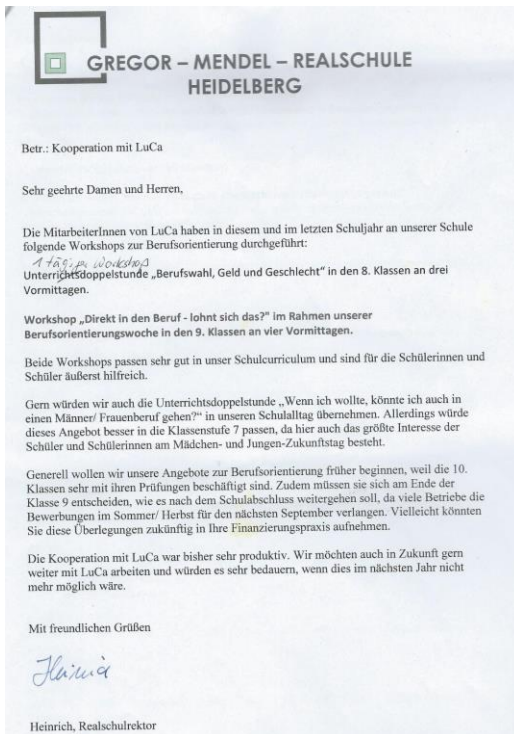 GREGOR – MENDEL – REALSCHULE
HEIDELBERG
Betr.: Kooperation mit LuCa
Sehr geehrte Damen und Herren,
Die MitarbeiterInnen von LuCa haben in diesem und im letzten Schuljahr an unserer Schule
folgende Workshops zur Berufsorientierung durchgeführt:
1 tägiger Workshop
Unterrichtsdoppelstunde „Berufswahl, Geld und Geschlecht“ in den 8. Klassen an drei
Vormittagen.
Workshop „Direkt in den Beruf - lohnt sich das?“ im Rahmen unserer
Berufsorientierungswoche in den 9. Klassen an vier Vormittagen.
Beide Workshops passen sehr gut in unser Schulcurriculum und sind für die Schülerinnen und
Schüler äußerst hilfreich.
Gern würden wir auch die Unterrichtsdoppelstunde „Wenn ich wollte, könnte ich auch in
einen Männer/ Frauenberuf gehen?“ in unseren Schulalltag übernehmen. Allerdings würde
dieses Angebot besser in die Klassenstufe 7 passen, da hier auch das größte Interesse der
Schüler und Schülerinnen am Mädchen- und Jungen-Zukunftstag besteht.
Generell wollen wir unsere Angebote zur Berufsorientierung früher beginnen, weil die 10.
Klassen sehr mit ihren Prüfungen beschäftigt sind. Zudem müssen sie sich am Ende der
Klasse 9 entscheiden, wie es nach dem Schulabschluss weitergehen soll, da viele Betriebe die
Bewerbungen im Sommer/ Herbst für den nächsten September verlangen. Vielleicht könnten
Sie diese Überlegungen zukünftig in Ihre Finanzierungspraxis aufnehmen.
Die Kooperation mit LuCa war bisher sehr produktiv. Wir möchten auch in Zukunft gern
weiter mit LuCa arbeiten und würden es sehr bedauern, wenn dies im nächsten Jahr nicht
mehr möglich wäre.
Mit freundlichen Grüßen
Heinrich, Realschulrektor